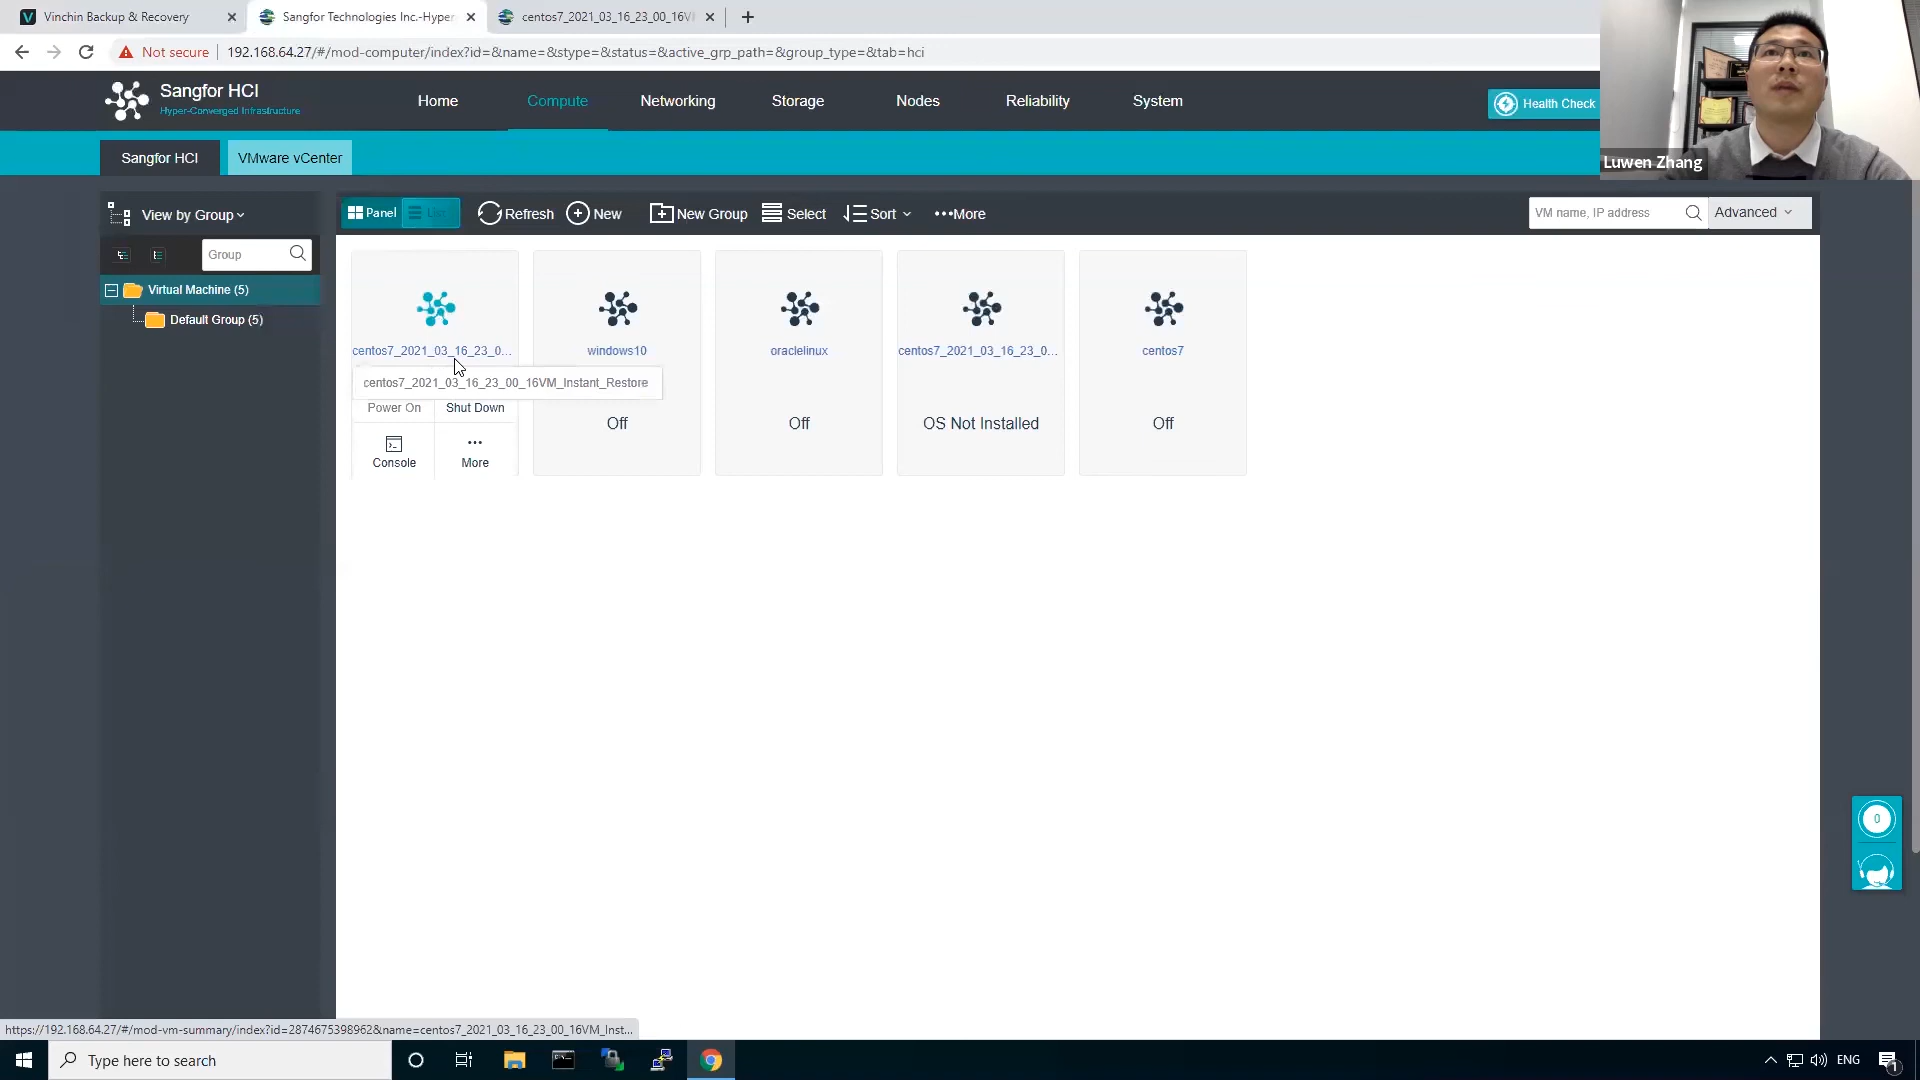 Vinchin Backup & Recovery
Sangfor Technologies Inc.-Hyper
centos7_2021_03_16_23_00_16V
Not secure
192.168.64.27/#/mod-computer/index?id=&name=&stype=&status=&active_grp_path=&group_type=&tab=hci
Sangfor HCI
Hyper-Converged Infrastructure
Home
Compute
Networking
Storage
Nodes
Reliability
System
Health Check
Luwen Zhang
Sangfor HCI
VMware vCenter
View by Group
Panel
List
Refresh
New
New Group
Select
Sort
More
VM name, IP address
Advanced
Group
Virtual Machine (5)
Default Group (5)
centos7_2021_03_16_23_0...
windows10
oraclelinux
centos7_2021_03_16_23_0...
centos7
centos7_2021_03_16_23_00_16VM_Instant_Restore
Power On
Shut Down
Off
Off
OS Not Installed
Off
Console
More
0
https://192.168.64.27/#/mod-vm-summary/index?id=2874675398962&name=centos7_2021_03_16_23_00_16VM_Inst...
Type here to search
ENG
1